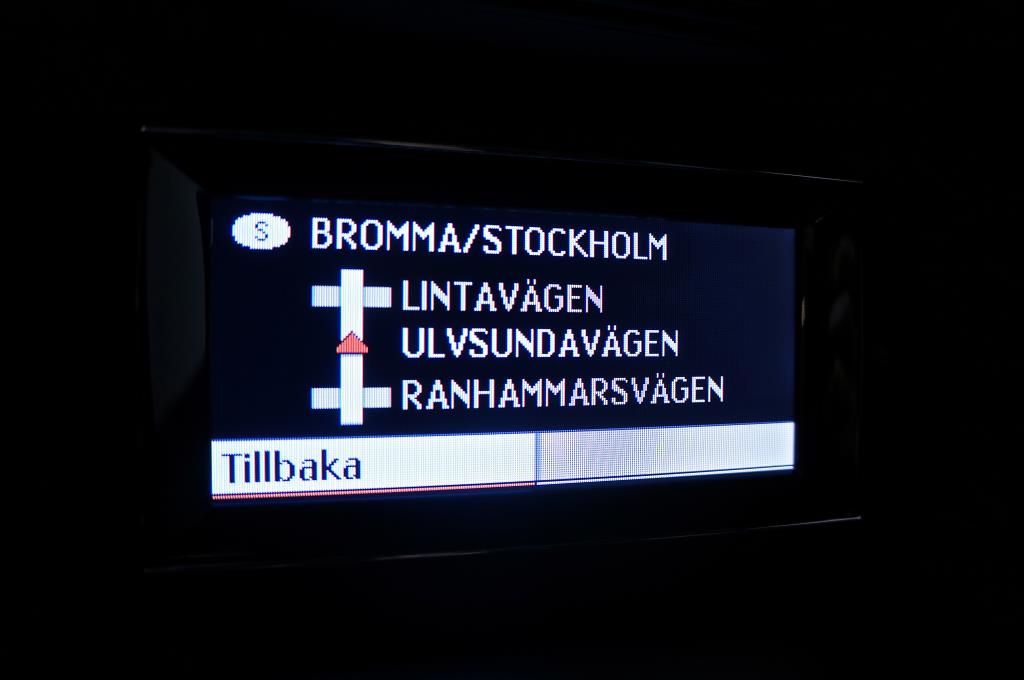 S BROMMA/STOCKHOLM
LINTAVÄGEN
ULVSUNDAVÄGEN
RANHAMMARSVÄGEN
Tillbaka